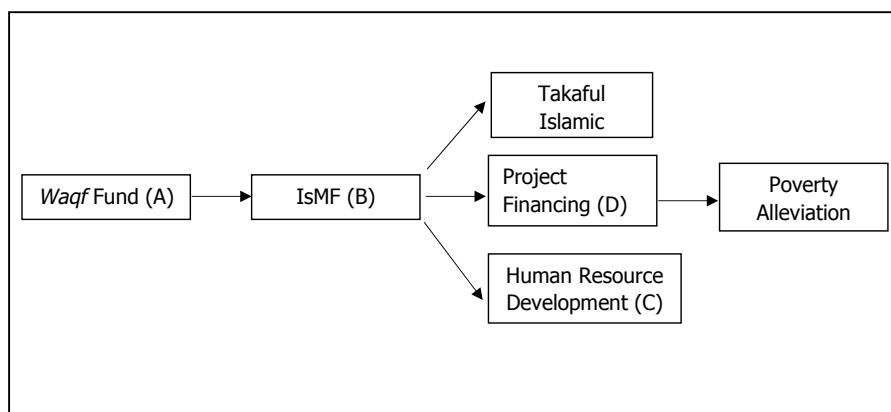 Takaful
Islamic
Waqf Fund (A)
IsMF (B)
Project
Financing (D)
Poverty
Alleviation
Human Resource
Development (C)